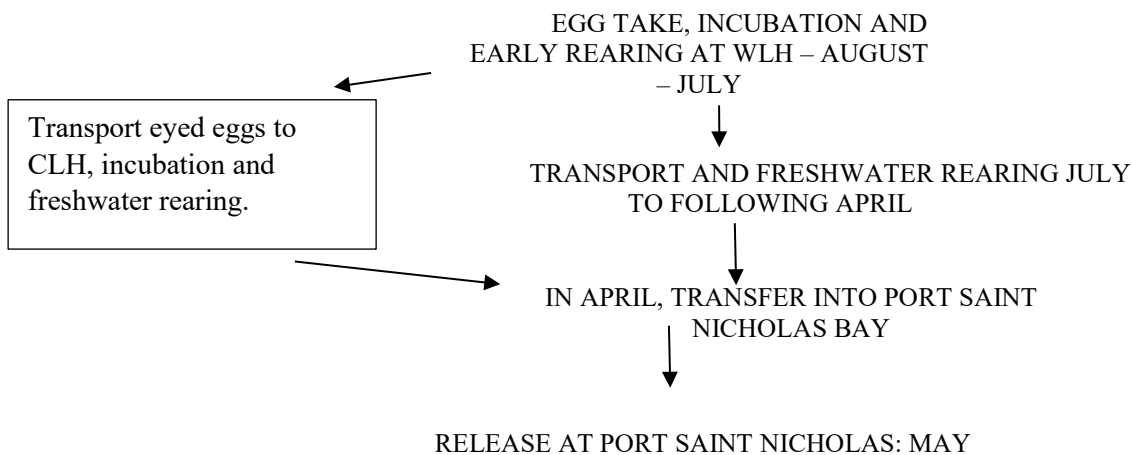 EGG TAKE, INCUBATION AND
EARLY REARING AT WLH – AUGUST
– JULY
Transport eyed eggs to
CLH, incubation and
freshwater rearing.
TRANSPORT AND FRESHWATER REARING JULY
TO FOLLOWING APRIL
IN APRIL, TRANSFER INTO PORT SAINT
NICHOLAS BAY
RELEASE AT PORT SAINT NICHOLAS: MAY